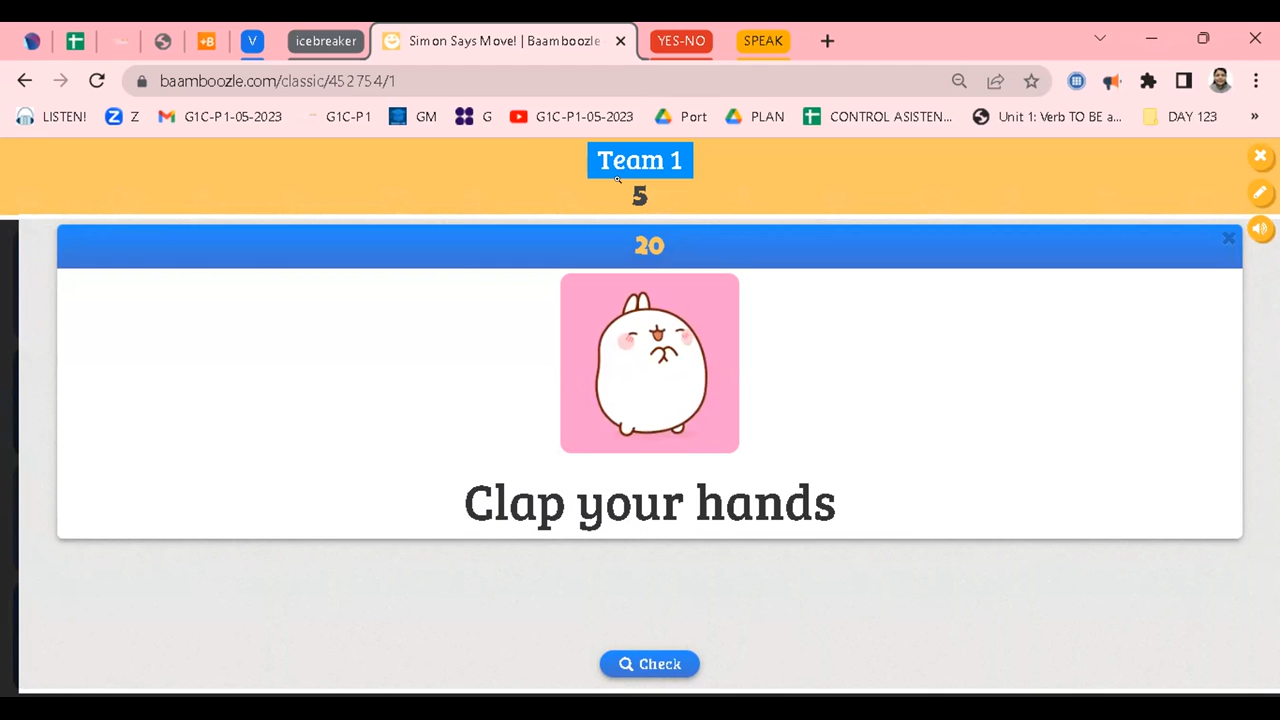 V
icebreaker
Simon Says Move! | Baamboozle
YES-NO
SPEAK
baamboozle.com/classic/452754/1
LISTEN!
Z
G1C-P1-05-2023
G1C-P1
GM
G
G1C-P1-05-2023
Port
PLAN
CONTROL ASISTEN...
Unit 1: Verb TO BE a...
DAY 123
Team 1
5
20
Clap your hands
Check